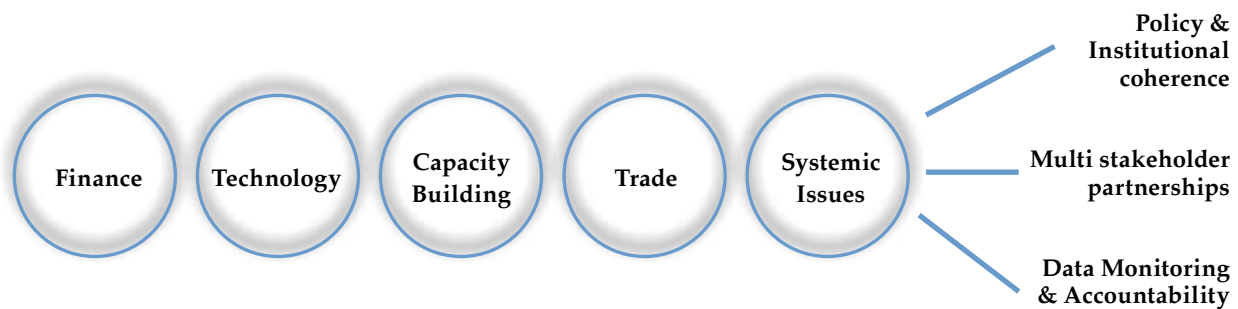 Finance
Technology
Capacity
Building
Trade
Systemic
Issues
Policy &
Institutional
coherence
Multi stakeholder
partnerships
Data Monitoring
& Accountability